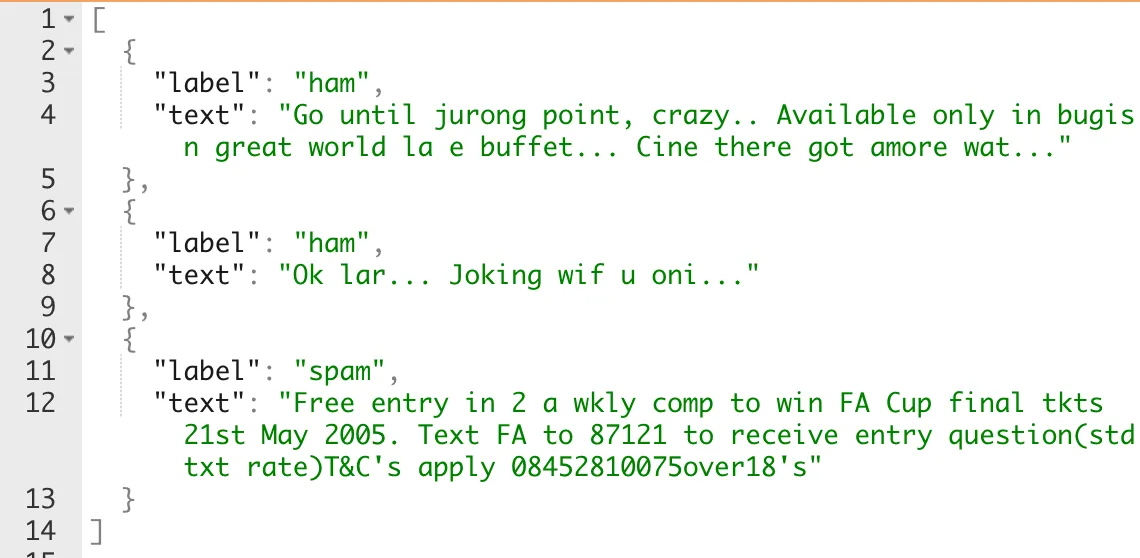 1 [
2 {
3 "label": "ham",
4 "text": "Go until jurong point, crazy.. Available only in bugis
n great world la e buffet... Cine there got amore wat..."
5 },
6 {
7 "label": "ham",
8 "text": "Ok lar... Joking wif u oni..."
9 },
10 {
11 "label": "spam",
12 "text": "Free entry in 2 a wkly comp to win FA Cup final tkts
21st May 2005. Text FA to 87121 to receive entry question(std
txt rate)T&C's apply 08452810075over18's"
13 }
14 ]
15